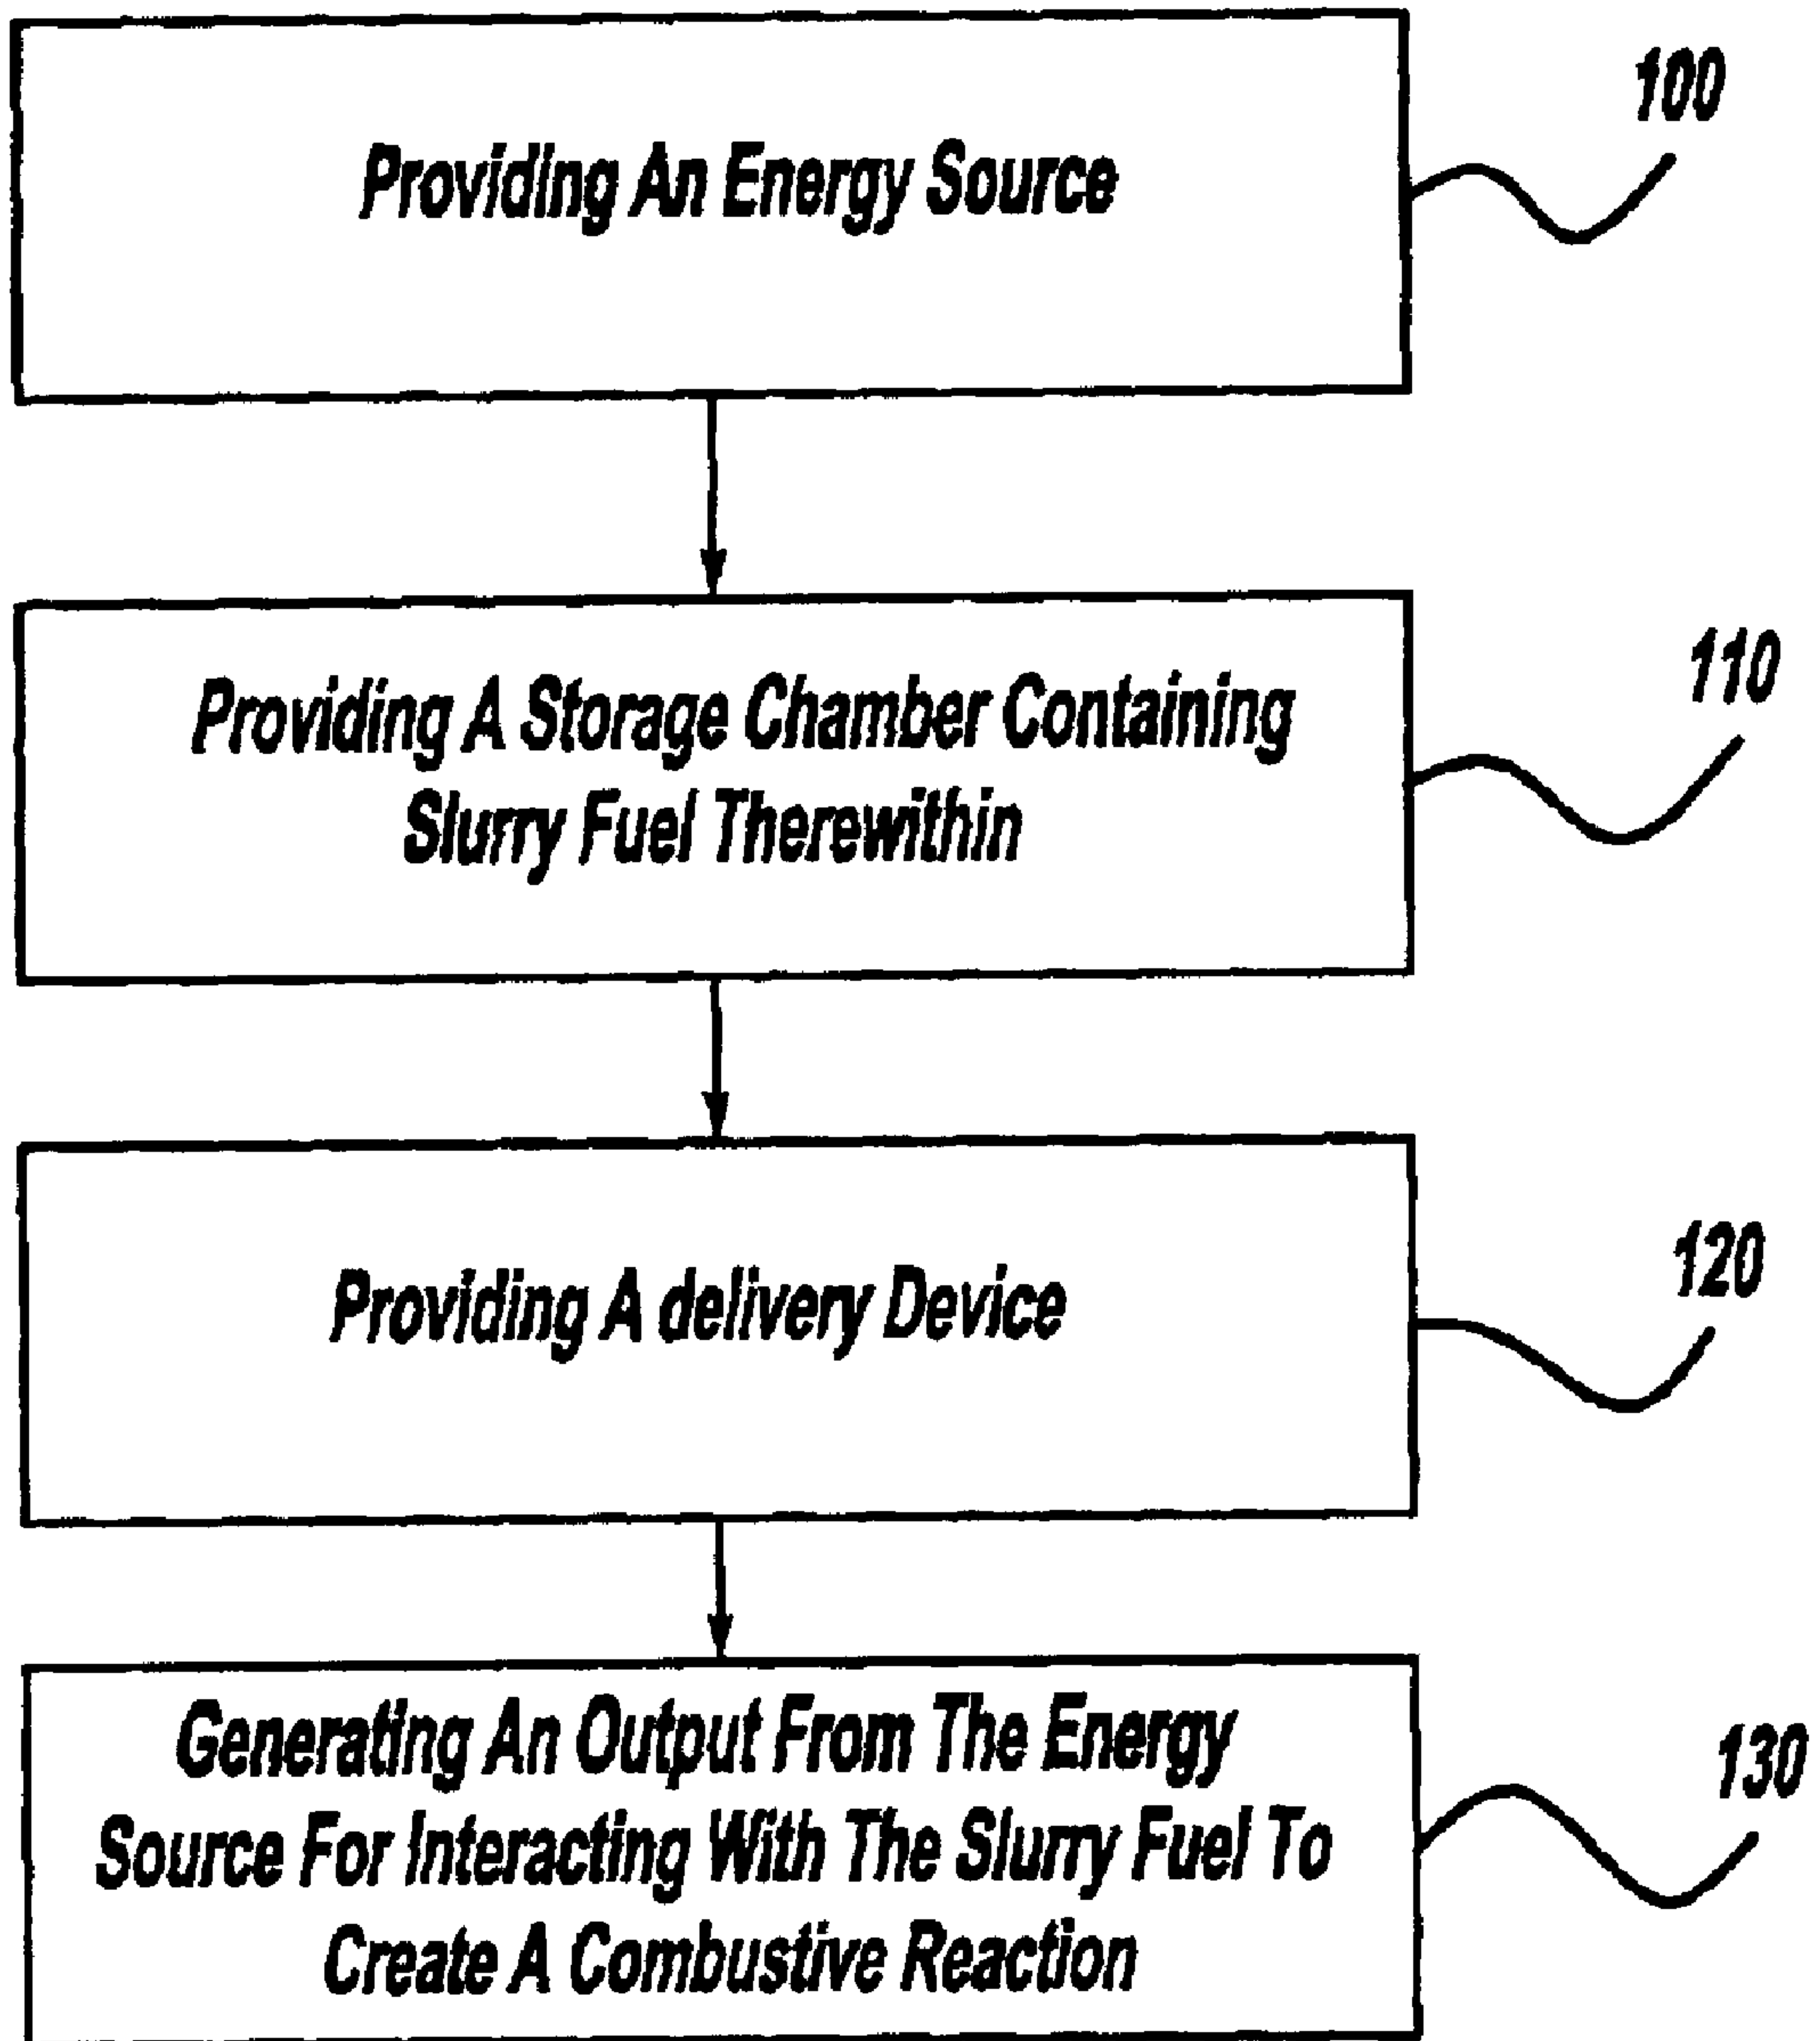 Providing An Energy Source
100
Providing A Storage Chamber Containing
Slurry Fuel Therewithin
110
Providing A delivery Device
120
Generating An Output From The Energy
Source For Interacting With The Slurry Fuel To
Create A Combustive Reaction
130